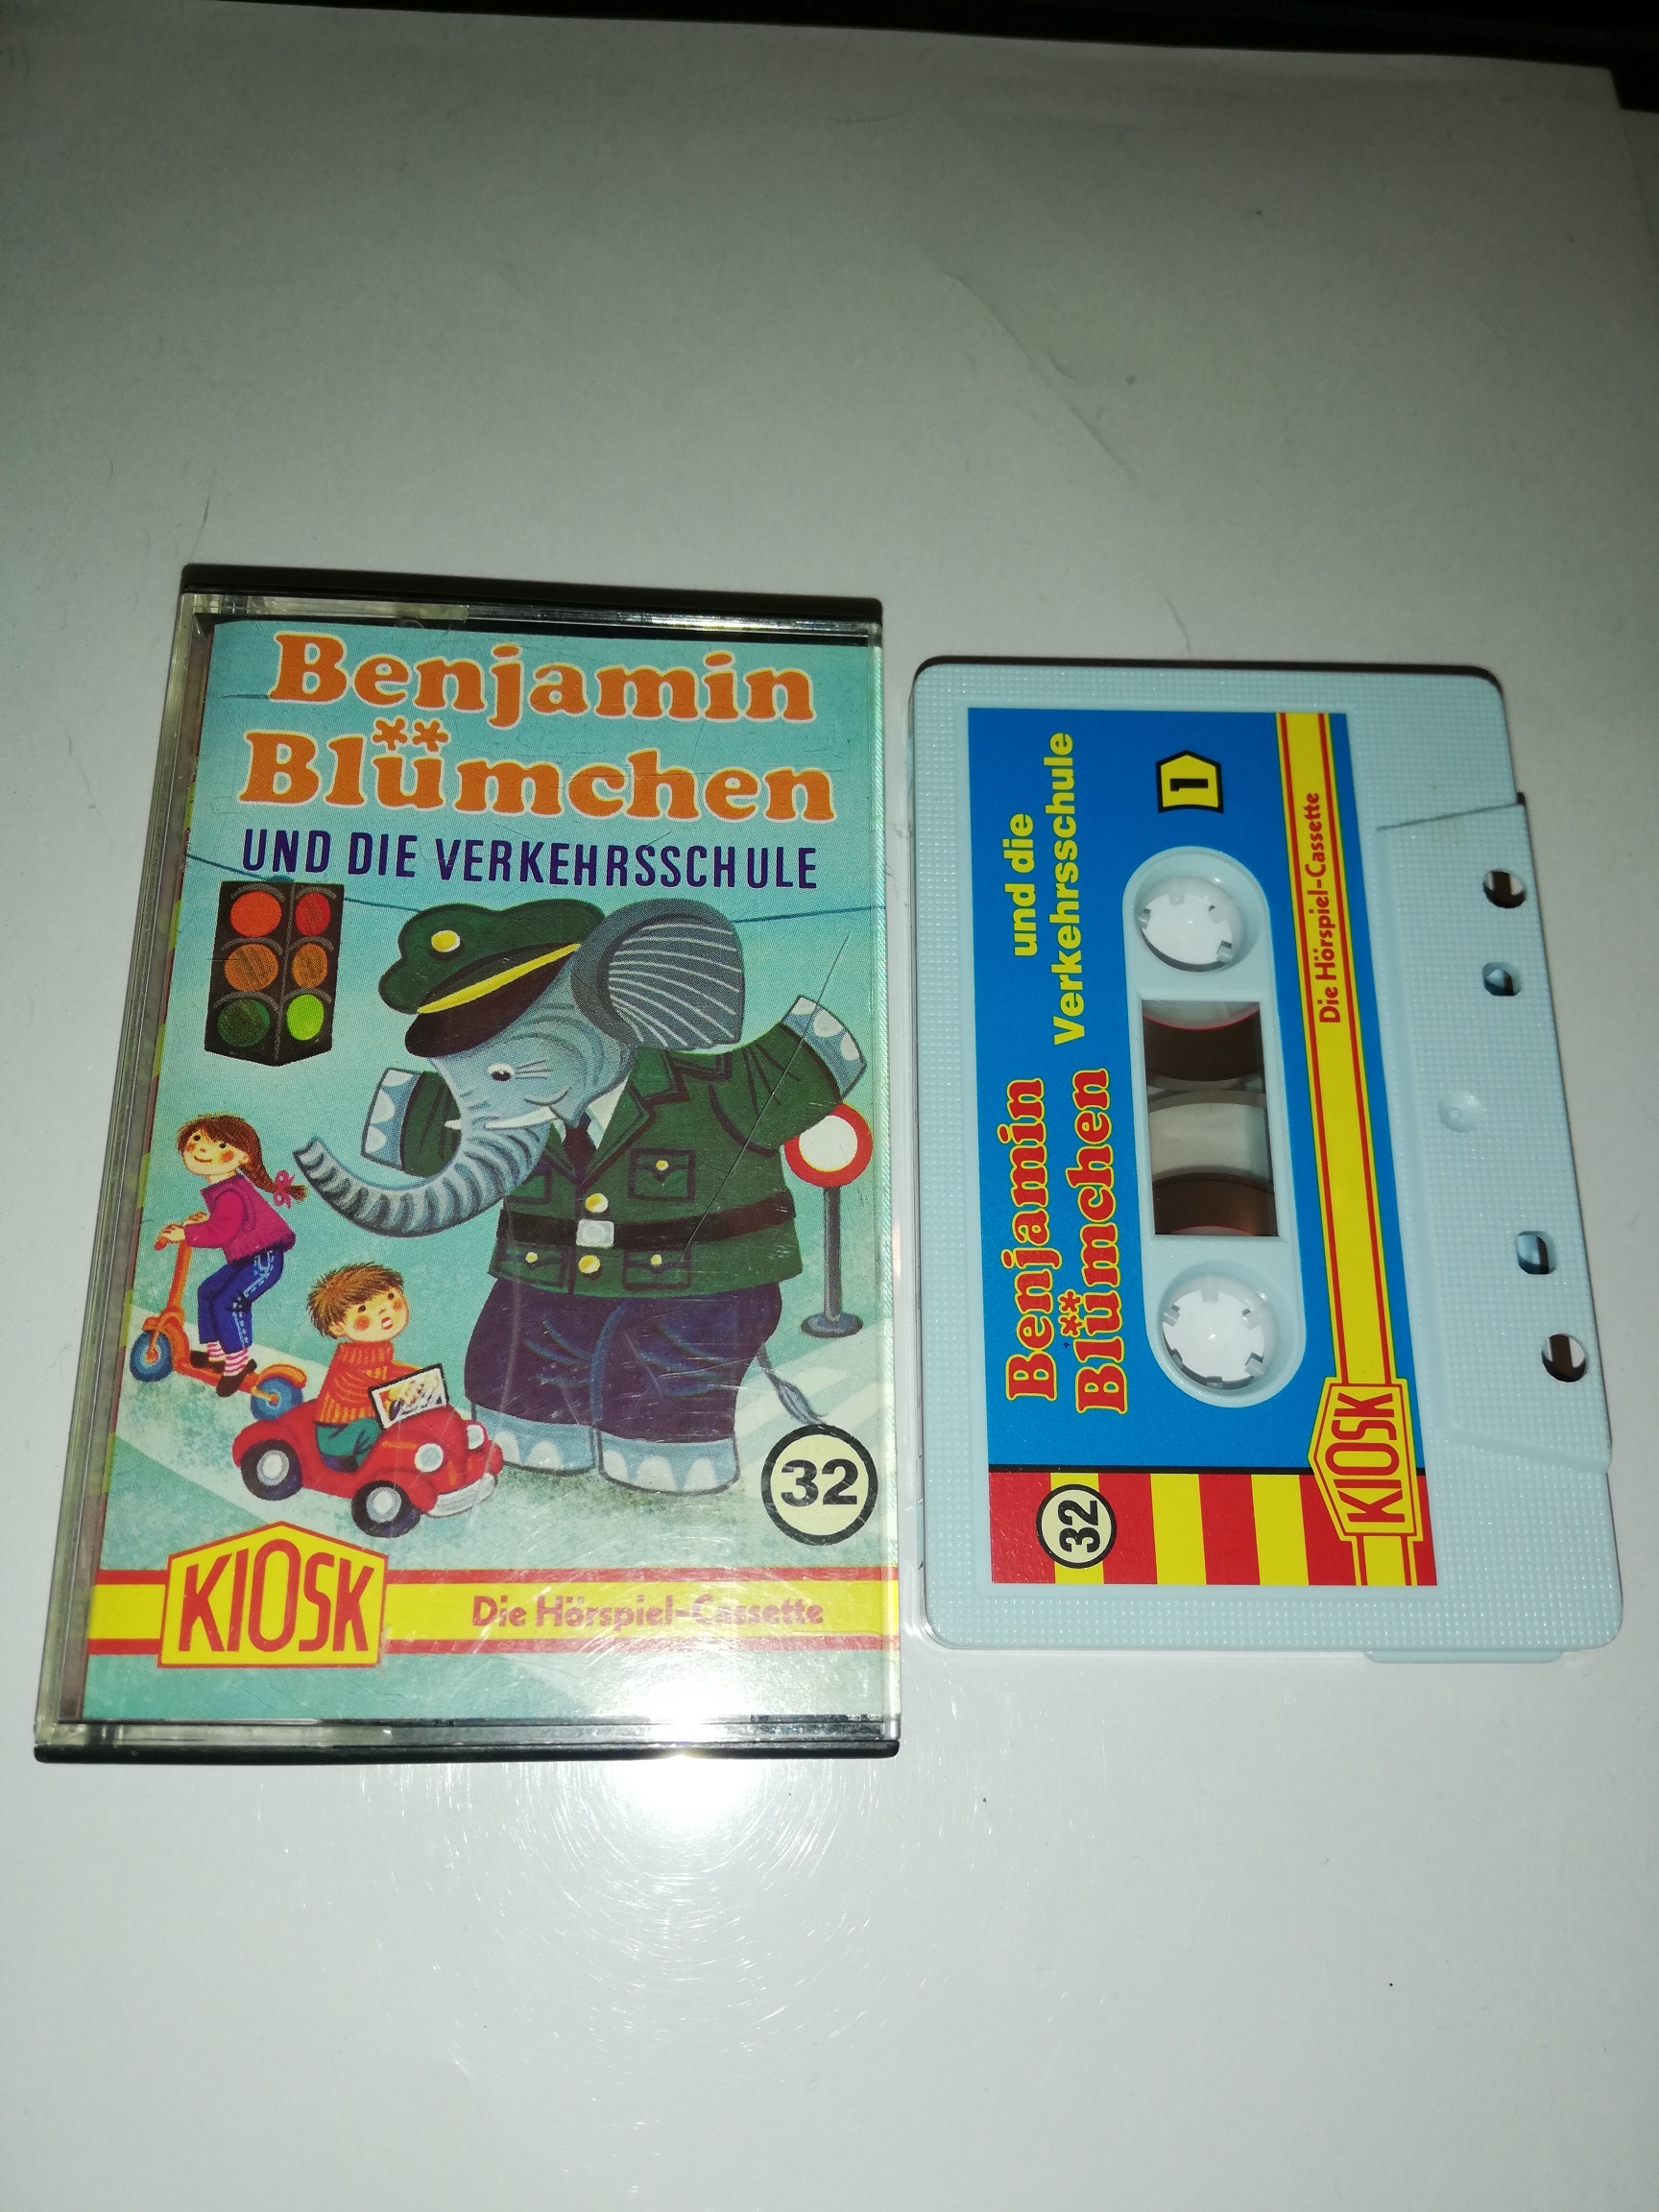 Benjamin
Blümchen
UND DIE VERKEHRSSCHULE
32
KIOSK
Die Hörspiel-Cassette
Benjamin
Blümchen
und die
Verkehrsschule
1
32
KIOSK
Die Hörspiel-Cassette